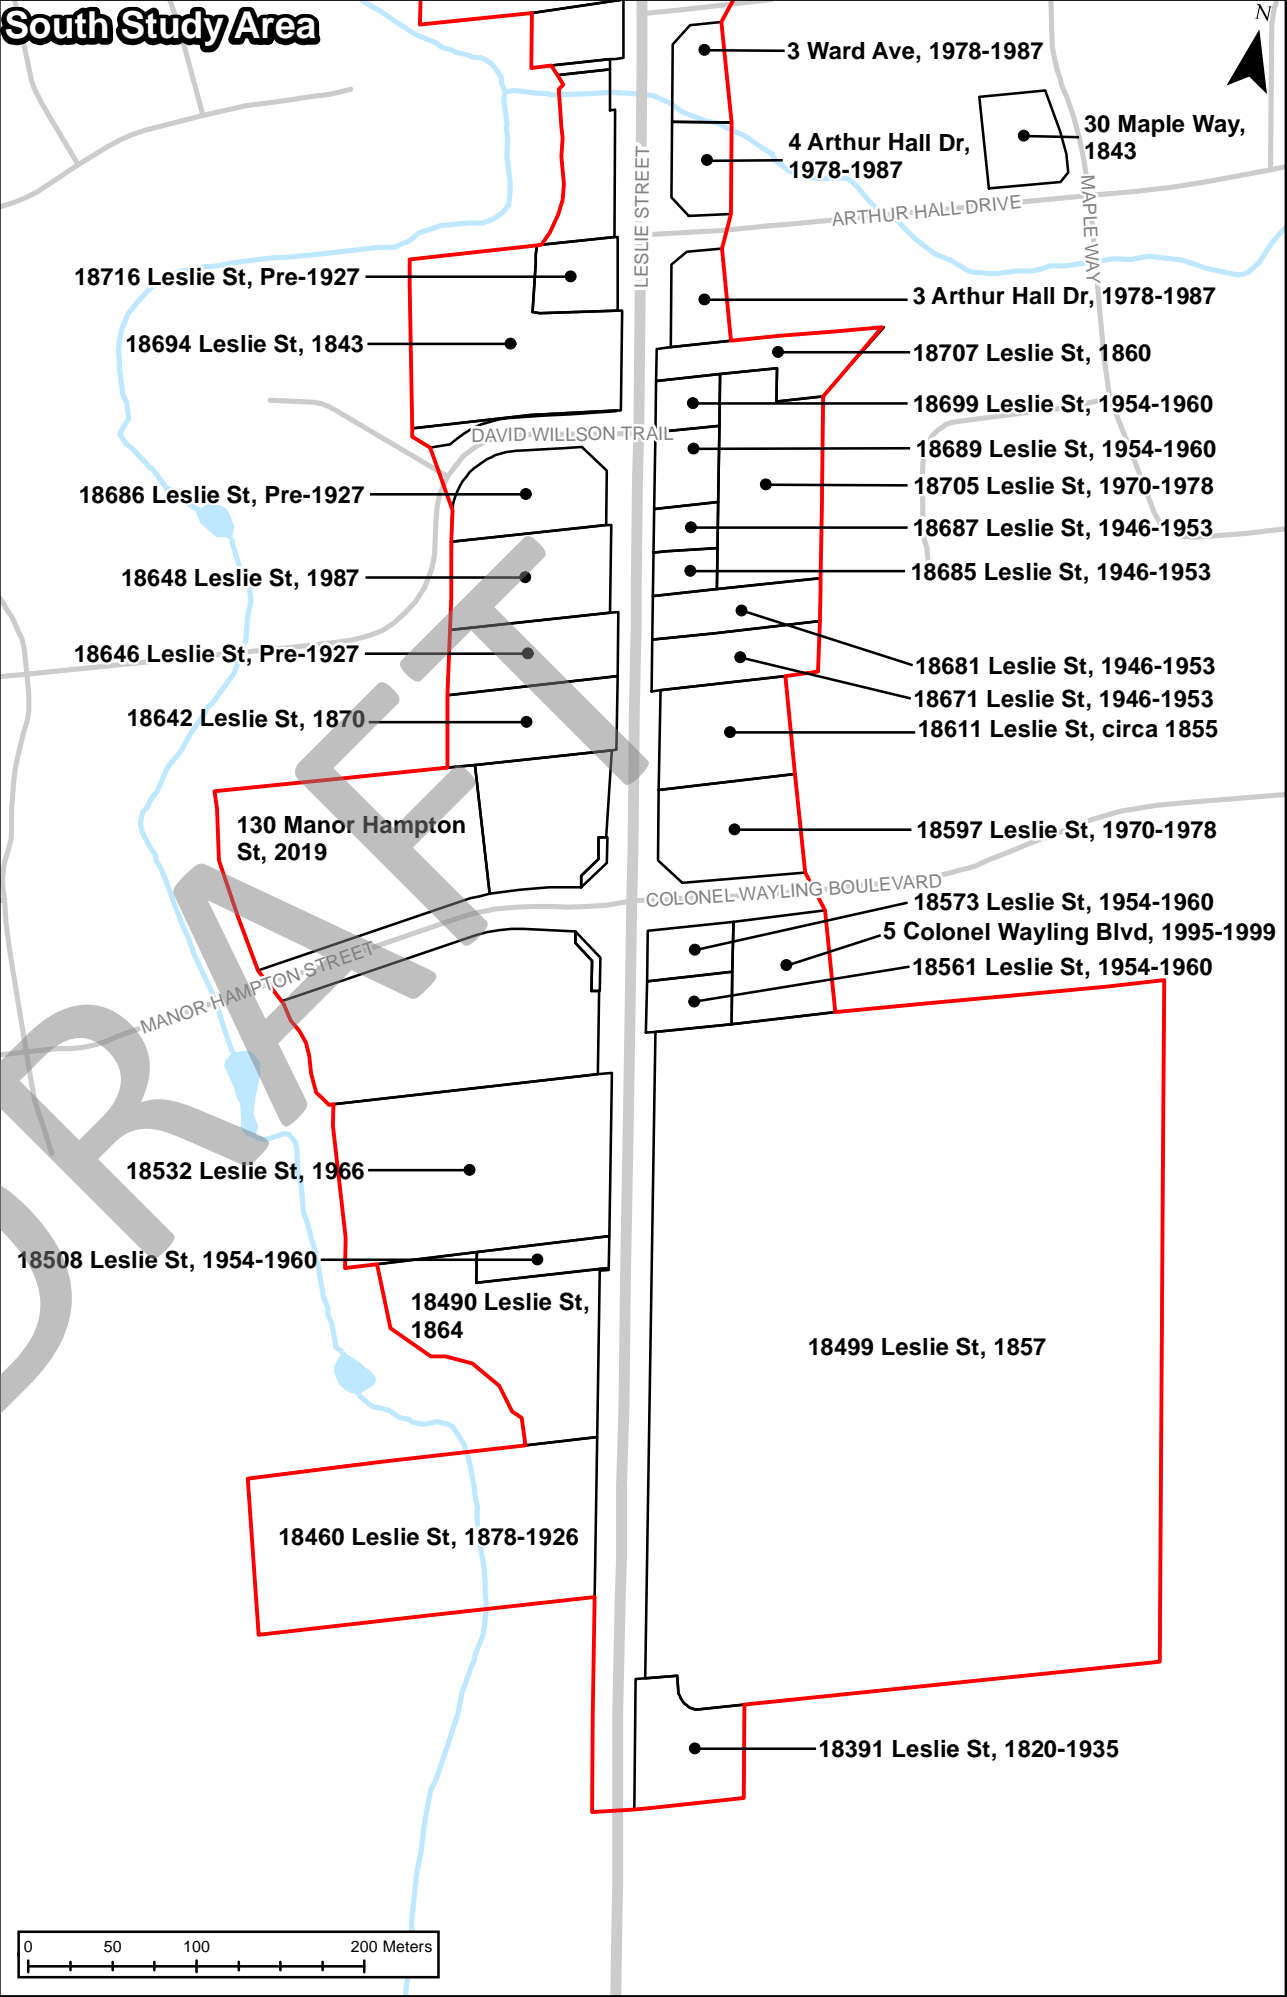 South Study Area
N
3 Ward Ave, 1978-1987
30 Maple Way,
1843
4 Arthur Hall Dr,
1978-1987
LESLIE STREET
MAPLE WAY
ARTHUR HALL DRIVE
18716 Leslie St, Pre-1927
3 Arthur Hall Dr, 1978-1987
18694 Leslie St, 1843
18707 Leslie St, 1860
18699 Leslie St, 1954-1960
DAVID WILLSON TRAIL
18689 Leslie St, 1954-1960
18705 Leslie St, 1970-1978
18686 Leslie St, Pre-1927
18687 Leslie St, 1946-1953
18685 Leslie St, 1946-1953
18648 Leslie St, 1987
18646 Leslie St, Pre-1927
18681 Leslie St, 1946-1953
18671 Leslie St, 1946-1953
18642 Leslie St, 1870
18611 Leslie St, circa 1855
130 Manor Hampton
St, 2019
18597 Leslie St, 1970-1978
COLONEL WAYLING BOULEVARD
18573 Leslie St, 1954-1960
5 Colonel Wayling Blvd, 1995-1999
18561 Leslie St, 1954-1960
MANOR HAMPTON STREET
DRAFT
18532 Leslie St, 1966
18508 Leslie St, 1954-1960
18490 Leslie St,
1864
18499 Leslie St, 1857
18460 Leslie St, 1878-1926
18391 Leslie St, 1820-1935
0 50 100 200 Meters